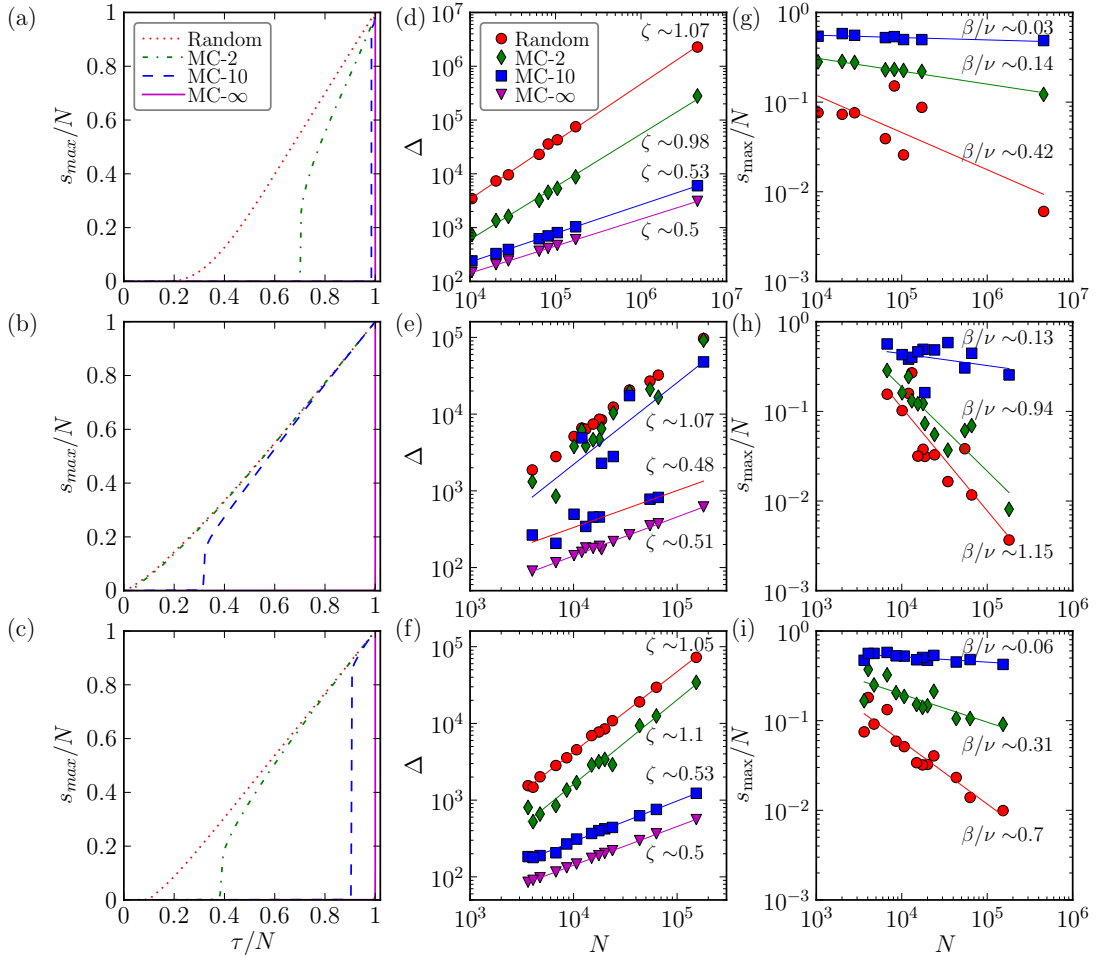 (a)
Random
MC-2
MC-10
MC-∞
s_max/N
1
0.8
0.6
0.4
0.2
0
0 0.2 0.4 0.6 0.8 1
(d)
Random
MC-2
MC-10
MC-∞
Δ
10^7
10^6
10^5
10^4
10^3
10^2
10^4 10^5 10^6 10^7
ζ ~1.07
ζ ~0.98
ζ ~0.53
ζ ~0.5
(g)
s_max/N
10^0
10^-1
10^-2
10^-3
10^4 10^5 10^6 10^7
β/ν ~0.03
β/ν ~0.14
β/ν ~0.42
(b)
s_max/N
1
0.8
0.6
0.4
0.2
0
0 0.2 0.4 0.6 0.8 1
(e)
Δ
10^5
10^4
10^3
10^2
10^3 10^4 10^5 10^6
ζ ~1.07
ζ ~0.48
ζ ~0.51
(h)
s_max/N
10^0
10^-1
10^-2
10^-3
10^3 10^4 10^5 10^6
β/ν ~0.13
β/ν ~0.94
β/ν ~1.15
(c)
s_max/N
1
0.8
0.6
0.4
0.2
0
0 0.2 0.4 0.6 0.8 1
τ/N
(f)
Δ
10^5
10^4
10^3
10^2
10^3 10^4 10^5 10^6
N
ζ ~1.05
ζ ~1.1
ζ ~0.53
ζ ~0.5
(i)
s_max/N
10^0
10^-1
10^-2
10^-3
10^3 10^4 10^5 10^6
N
β/ν ~0.06
β/ν ~0.31
β/ν ~0.7